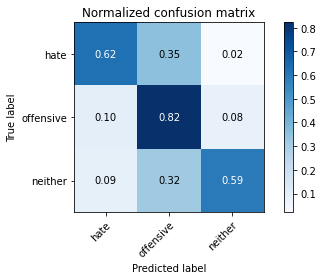 Normalized confusion matrix
True label
hate
0.62 0.35 0.02
offensive
0.10 0.82 0.08
neither
0.09 0.32 0.59
hate
offensive
neither
Predicted label
0.8
0.7
0.6
0.5
0.4
0.3
0.2
0.1